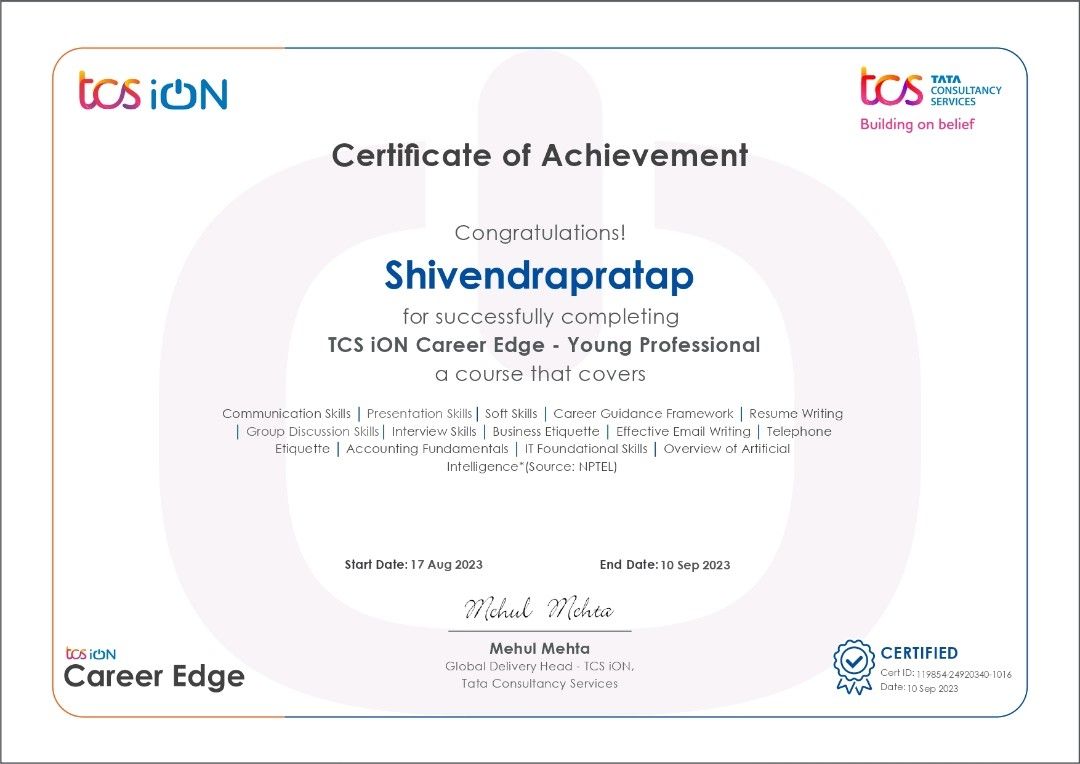 tcs iON
tcs TATA
CONSULTANCY
SERVICES
Building on belief
Certificate of Achievement
Congratulations!
Shivendrapratap
for successfully completing
TCS iON Career Edge - Young Professional
a course that covers
Communication Skills | Presentation Skills | Soft Skills | Career Guidance Framework | Resume Writing
| Group Discussion Skills | Interview Skills | Business Etiquette | Effective Email Writing | Telephone
Etiquette | Accounting Fundamentals | IT Foundational Skills | Overview of Artificial
Intelligence*(Source: NPTEL)
Start Date: 17 Aug 2023 End Date: 10 Sep 2023
Mehul Mehta
Mehul Mehta
Global Delivery Head - TCS iON,
Tata Consultancy Services
tcs iON
Career Edge
CERTIFIED
Cert ID: 119854-24920340-1016
Date: 10 Sep 2023